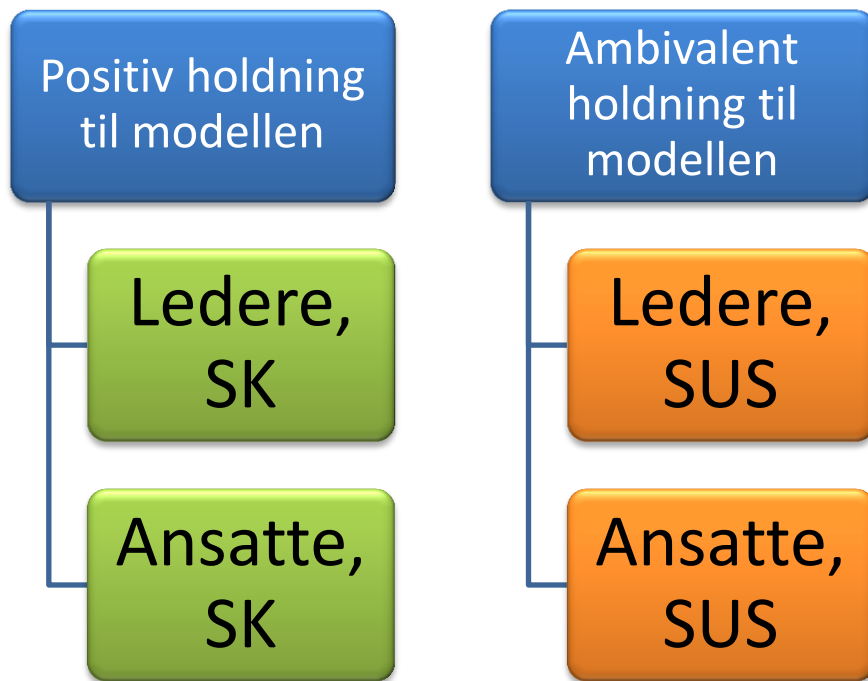 Positiv holdning
til modellen
Ledere,
SK
Ansatte,
SK
Ambivalent
holdning til
modellen
Ledere,
SUS
Ansatte,
SUS